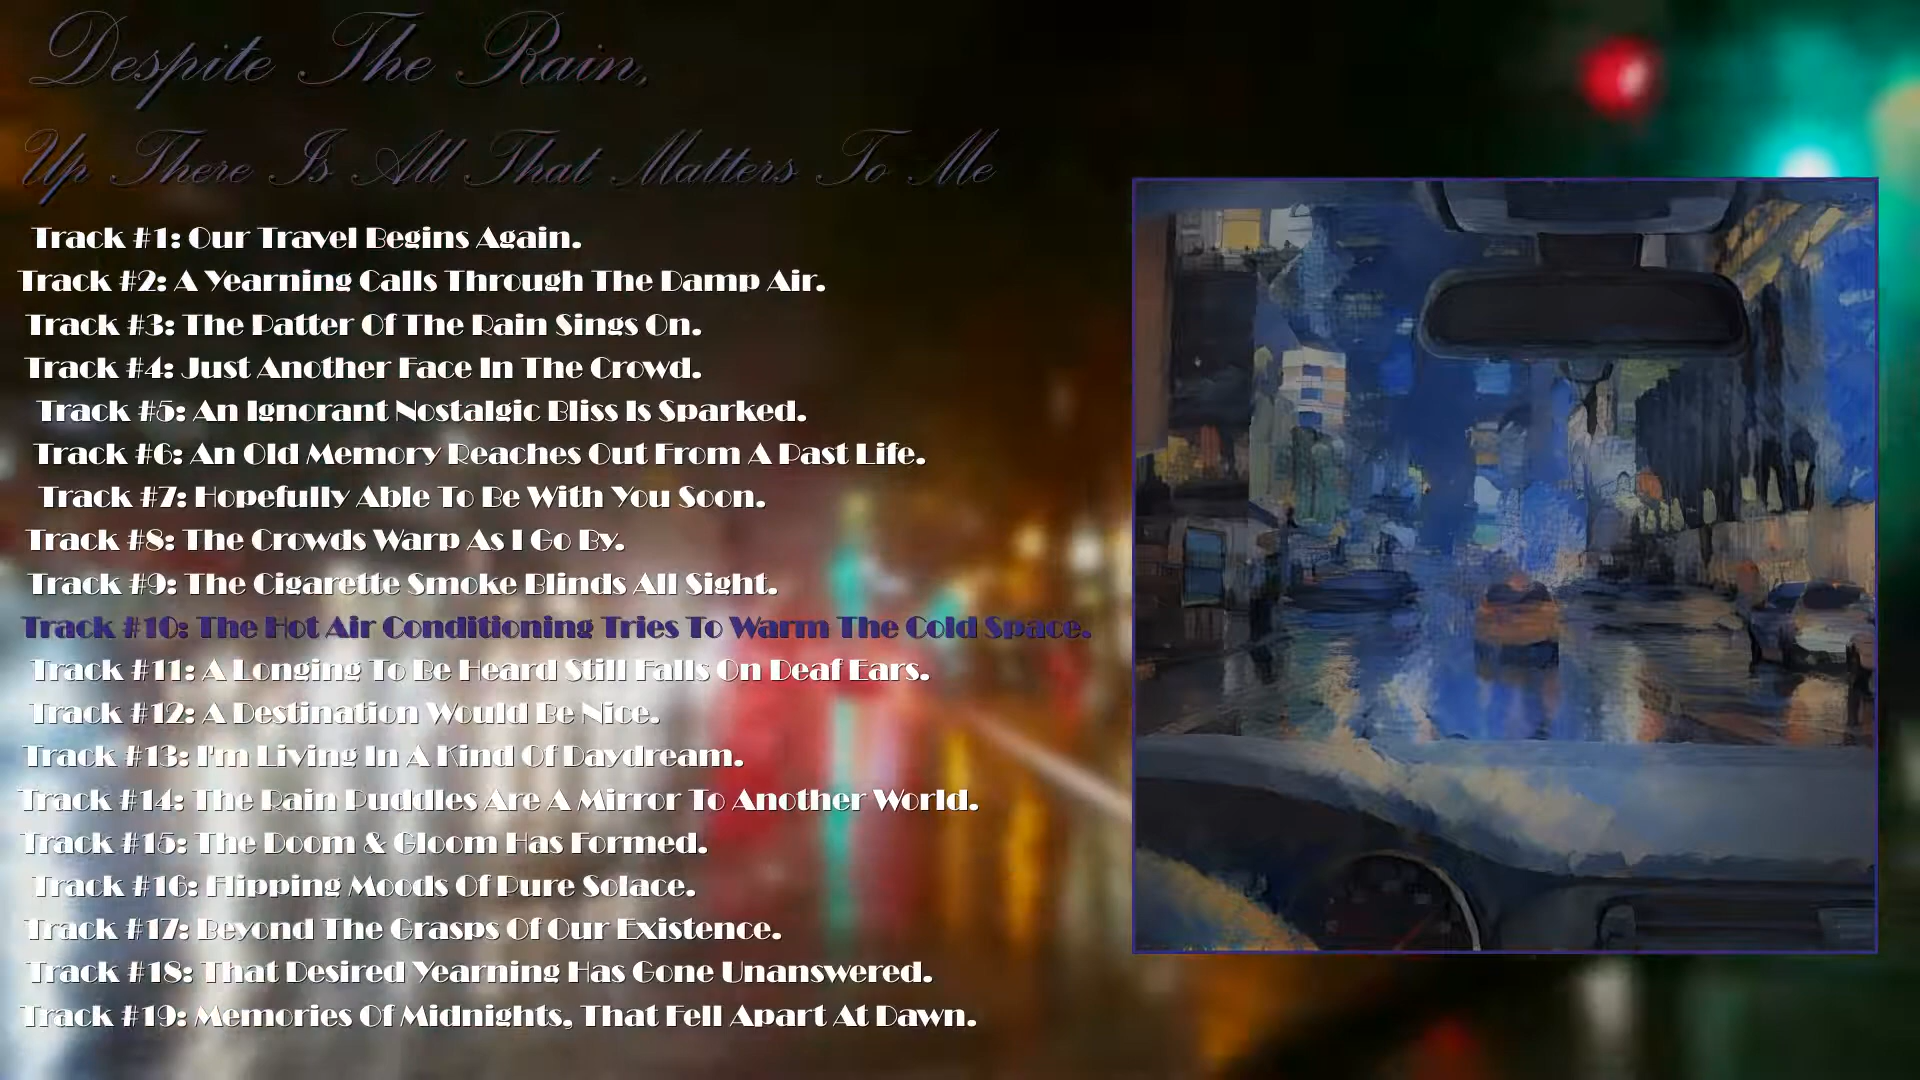 Despite The Rain,
Up There Is All That Matters To Me
Track #1: Our Travel Begins Again.
Track #2: A Yearning Calls Through The Damp Air.
Track #3: The Patter Of The Rain Sings On.
Track #4: Just Another Face In The Crowd.
Track #5: An Ignorant Nostalgic Bliss Is Sparked.
Track #6: An Old Memory Reaches Out From A Past Life.
Track #7: Hopefully Able To Be With You Soon.
Track #8: The Crowds Warp As I Go By.
Track #9: The Cigarette Smoke Blinds All Sight.
Track #10: The Hot Air Conditioning Tries To Warm The Cold Space.
Track #11: A Longing To Be Heard Still Falls On Deaf Ears.
Track #12: A Destination Would Be Nice.
Track #13: I'm Living In A Kind Of Daydream.
Track #14: The Rain Puddles Are A Mirror To Another World.
Track #15: The Doom & Gloom Has Formed.
Track #16: Flipping Moods Of Pure Solace.
Track #17: Beyond The Grasps Of Our Existence.
Track #18: That Desired Yearning Has Gone Unanswered.
Track #19: Memories Of Midnights, That Fell Apart At Dawn.